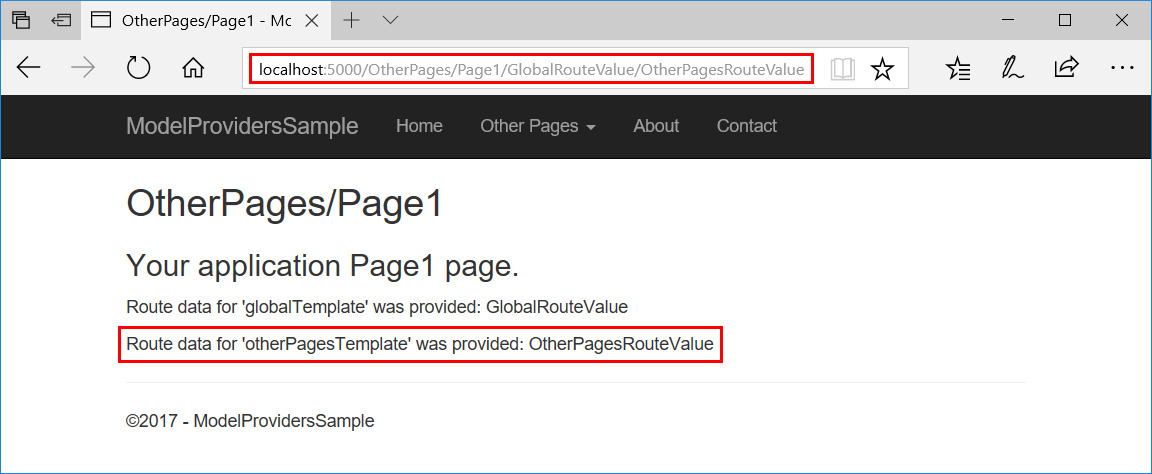 OtherPages/Page1 - Mc
localhost:5000/OtherPages/Page1/GlobalRouteValue/OtherPagesRouteValue
ModelProvidersSample Home Other Pages About Contact
OtherPages/Page1
Your application Page1 page.
Route data for 'globalTemplate' was provided: GlobalRouteValue
Route data for 'otherPagesTemplate' was provided: OtherPagesRouteValue
©2017 - ModelProvidersSample